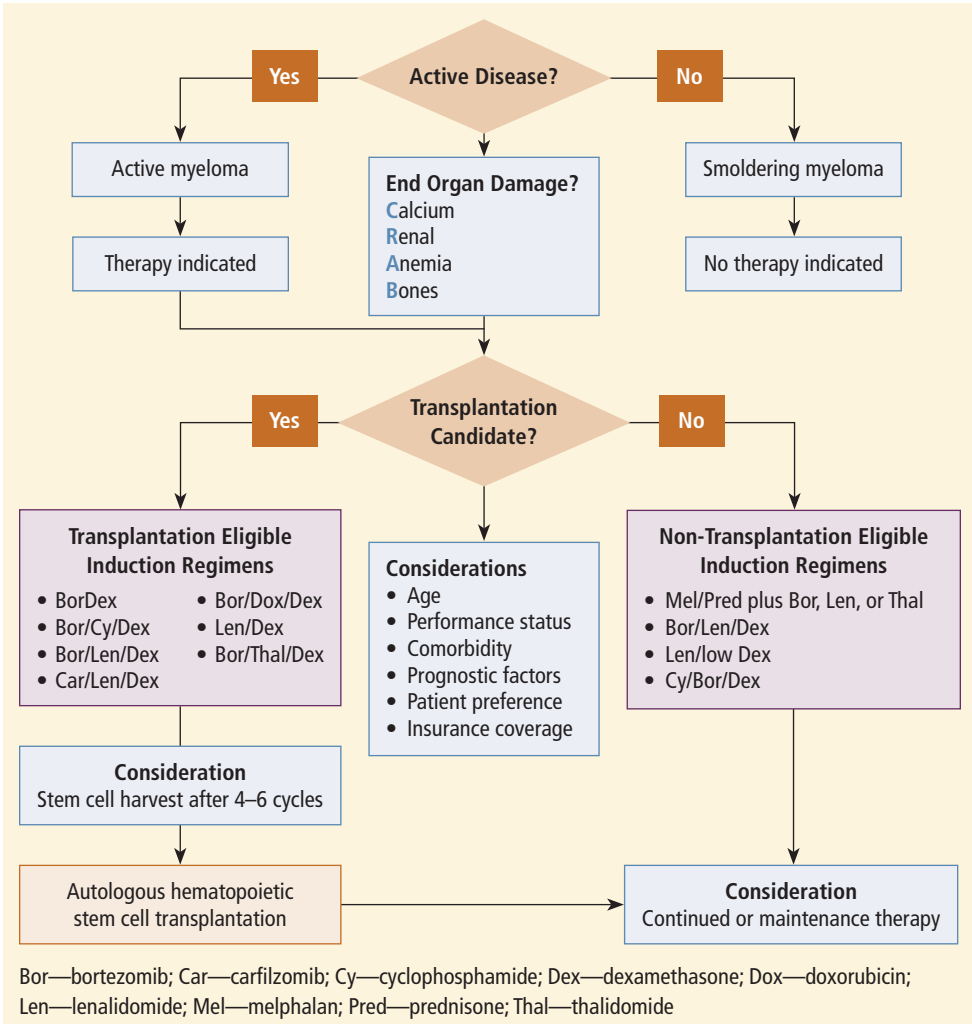 Active Disease?
Yes
No
Active myeloma
Therapy indicated
End Organ Damage?
Calcium
Renal
Anemia
Bones
Smoldering myeloma
No therapy indicated
Transplantation
Candidate?
Yes
No
Transplantation Eligible
Induction Regimens
• BorDex
• Bor/Cy/Dex
• Bor/Len/Dex
• Car/Len/Dex
• Bor/Dox/Dex
• Len/Dex
• Bor/Thal/Dex
Considerations
• Age
• Performance status
• Comorbidity
• Prognostic factors
• Patient preference
• Insurance coverage
Non-Transplantation Eligible
Induction Regimens
• Mel/Pred plus Bor, Len, or Thal
• Bor/Len/Dex
• Len/low Dex
• Cy/Bor/Dex
Consideration
Stem cell harvest after 4–6 cycles
Autologous hematopoietic
stem cell transplantation
Consideration
Continued or maintenance therapy
Bor—bortezomib; Car—carfilzomib; Cy—cyclophosphamide; Dex—dexamethasone; Dox—doxorubicin;
Len—lenalidomide; Mel—melphalan; Pred—prednisone; Thal—thalidomide